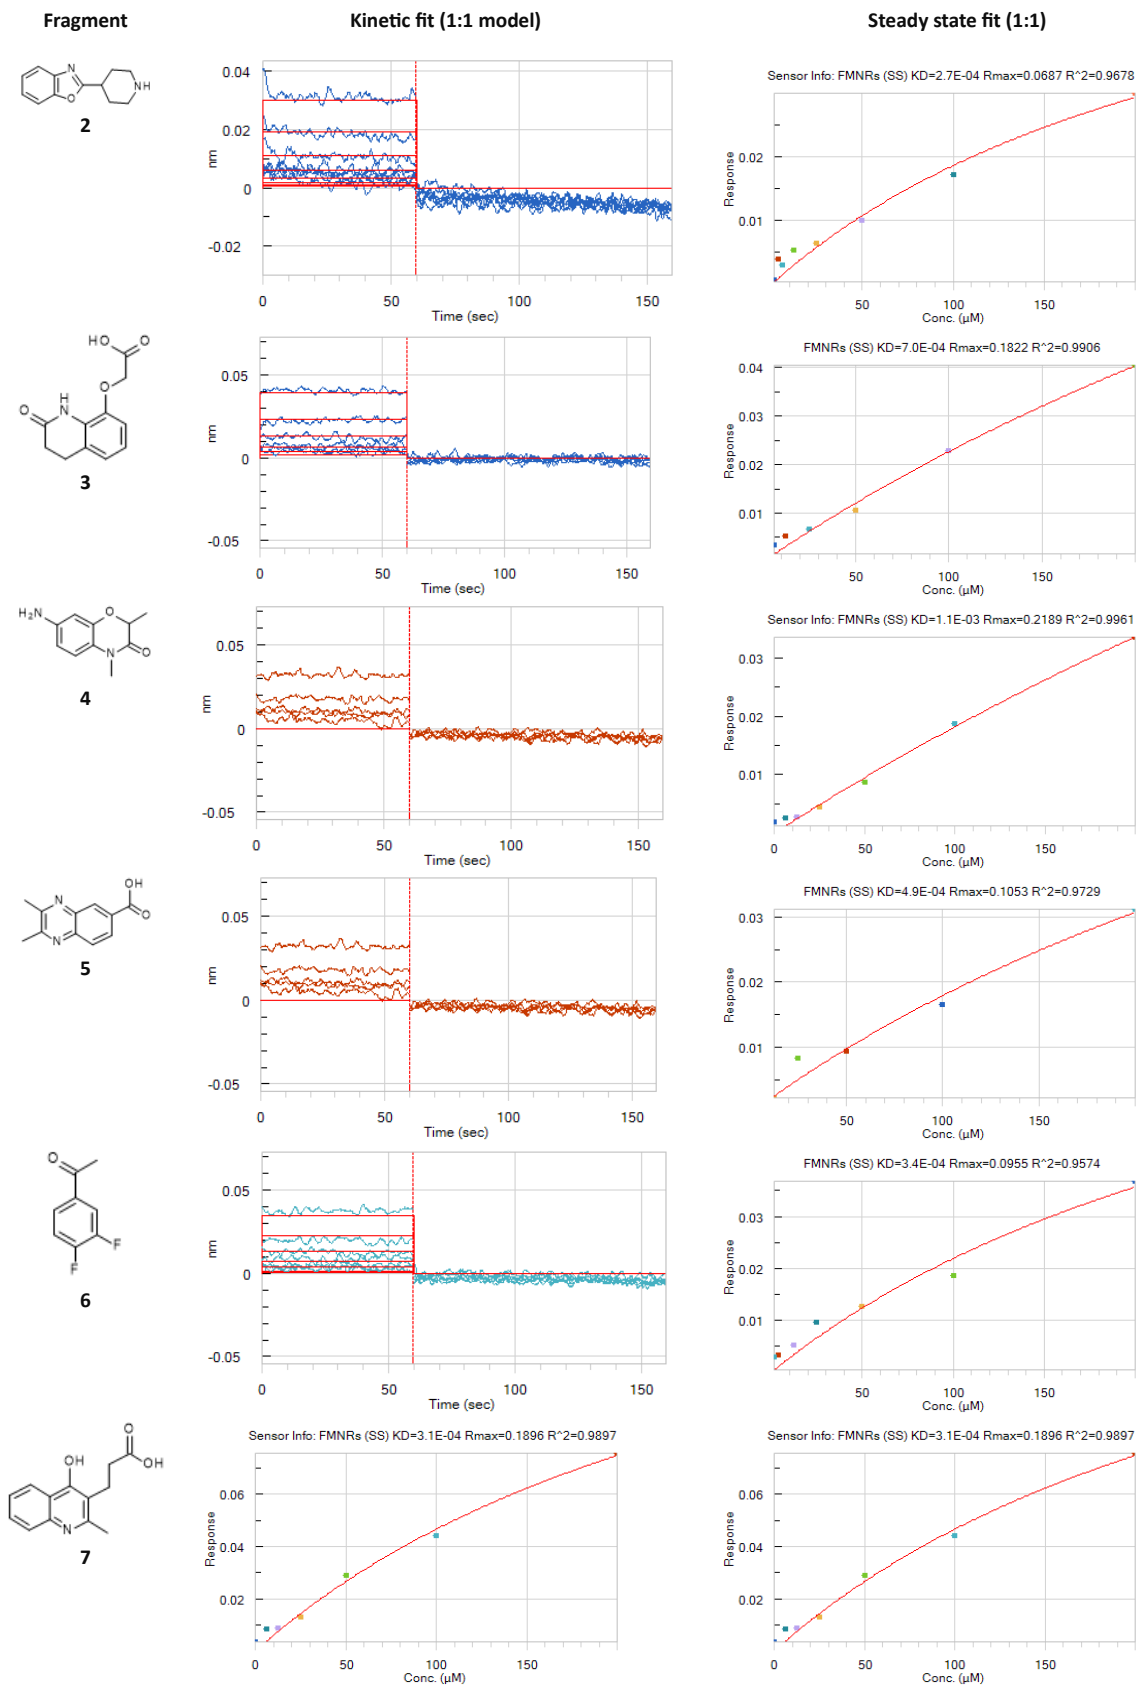 Fragment Kinetic fit (1:1 model) Steady state fit (1:1)
N
O
NH
2
0.04
0.02
0
-0.02
nm
0 50 100 150
Time (sec)
Sensor Info: FMNRs (SS) KD=2.7E-04 Rmax=0.0687 R^2=0.9678
0.02
0.01
Response
50 100 150
Conc. (µM)
HO
O
O
H
N
O
3
0.05
0
-0.05
nm
0 50 100 150
Time (sec)
FMNRs (SS) KD=7.0E-04 Rmax=0.1822 R^2=0.9906
0.04
0.03
0.02
0.01
Response
50 100 150
Conc. (µM)
H2N
O
N
O
4
0.05
0
-0.05
nm
0 50 100 150
Time (sec)
Sensor Info: FMNRs (SS) KD=1.1E-03 Rmax=0.2189 R^2=0.9961
0.03
0.02
0.01
Response
0 50 100 150
Conc. (µM)
OH
N
O
N
5
0.05
0
-0.05
nm
0 50 100 150
Time (sec)
FMNRs (SS) KD=4.9E-04 Rmax=0.1053 R^2=0.9729
0.03
0.02
0.01
Response
50 100 150
Conc. (µM)
O
F
F
6
0.05
0
-0.05
nm
0 50 100 150
Time (sec)
FMNRs (SS) KD=3.4E-04 Rmax=0.0955 R^2=0.9574
0.03
0.02
0.01
Response
50 100 150
Conc. (µM)
O
OH
OH
N
7
Sensor Info: FMNRs (SS) KD=3.1E-04 Rmax=0.1896 R^2=0.9897
0.06
0.04
0.02
Response
0 50 100 150
Conc. (µM)
Sensor Info: FMNRs (SS) KD=3.1E-04 Rmax=0.1896 R^2=0.9897
0.06
0.04
0.02
Response
0 50 100 150
Conc. (µM)